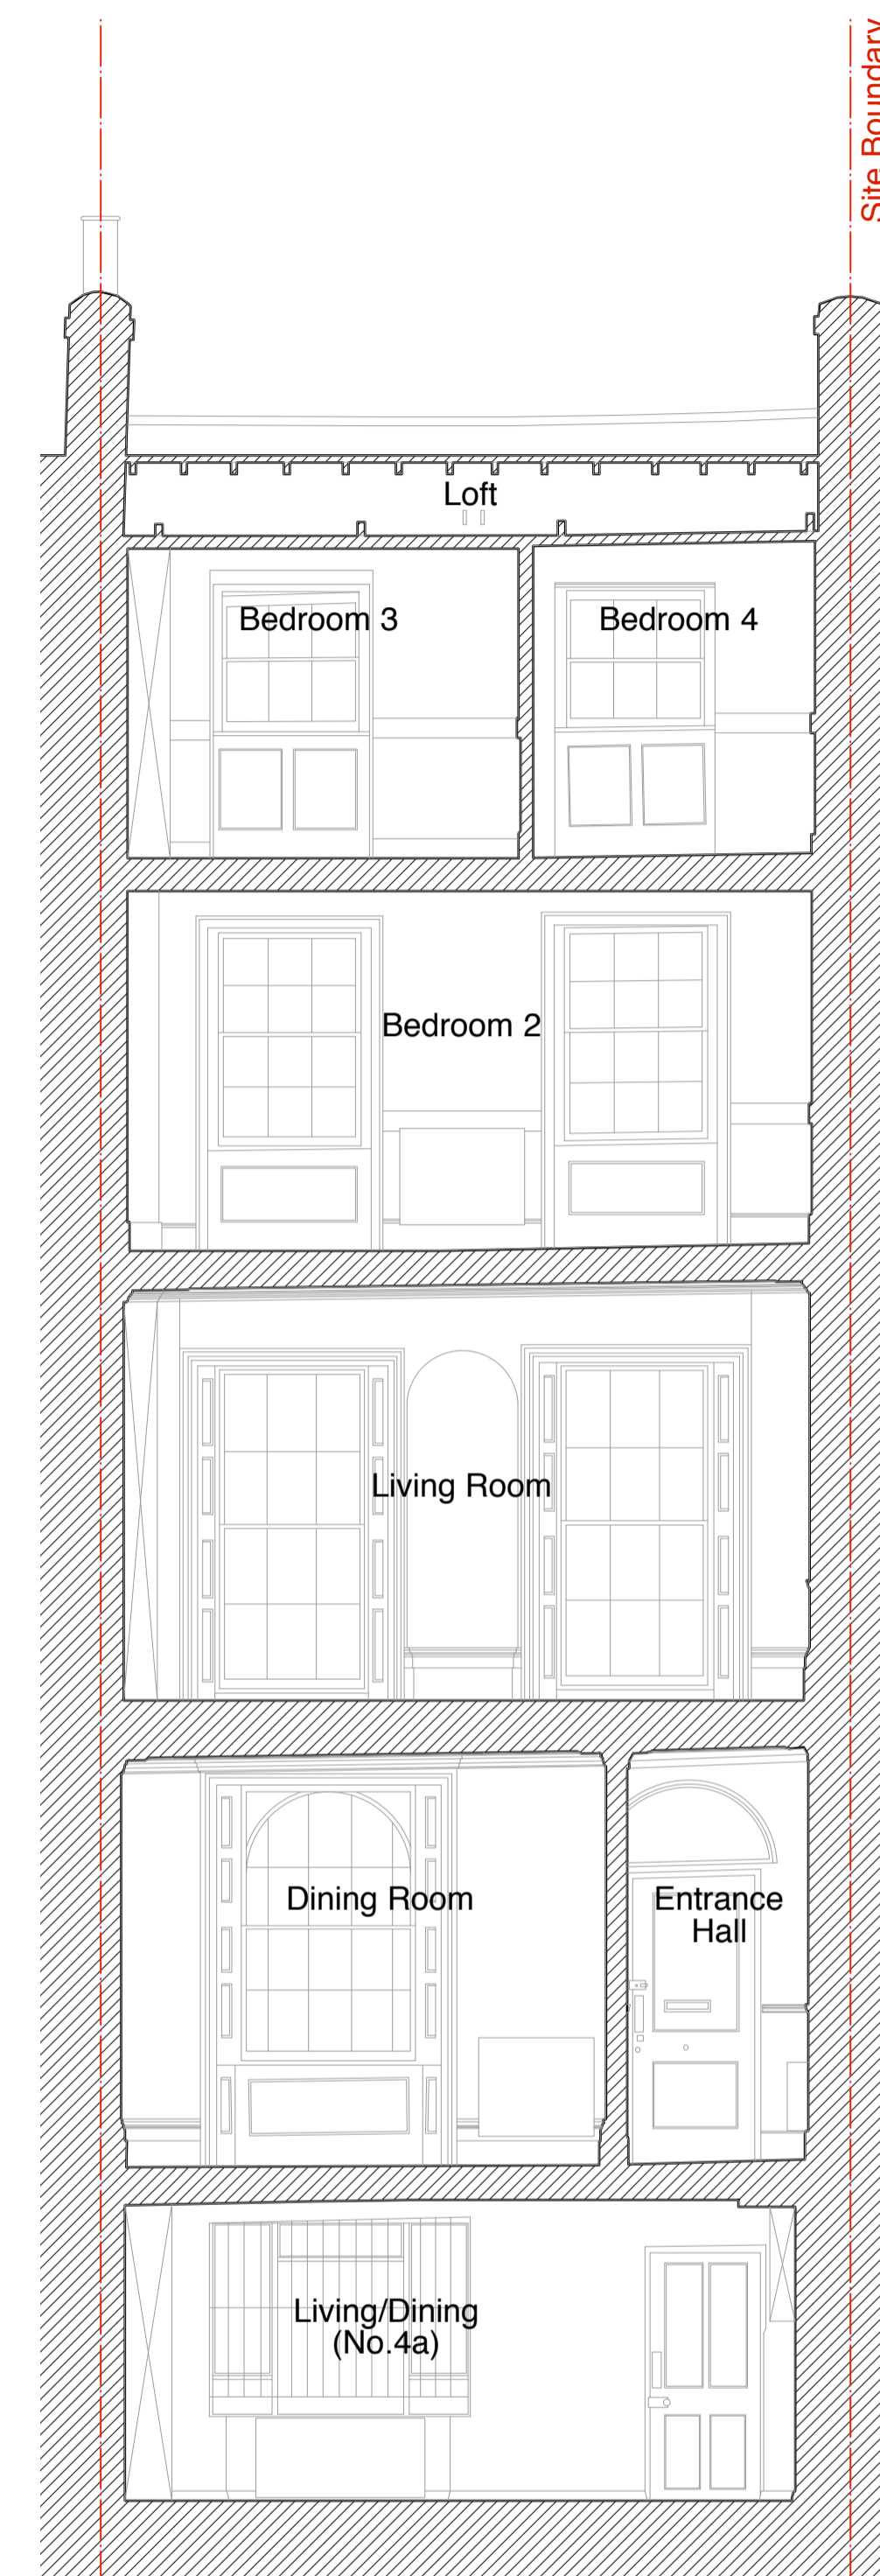 Site Boundary
Loft
Bedroom 3
Bedroom 4
Bedroom 2
Living Room
Dining Room
Entrance
Hall
Living/Dining
(No.4a)